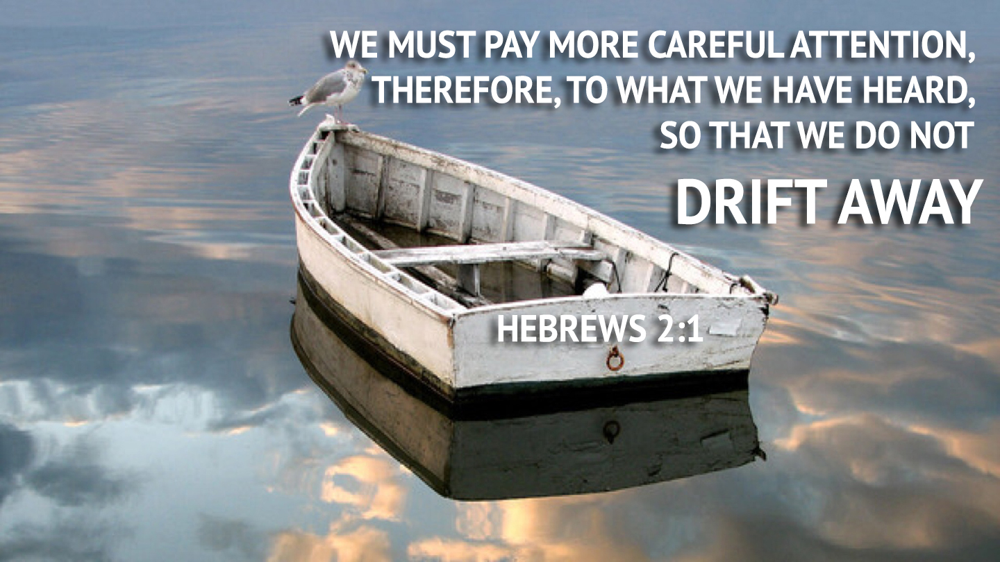 WE MUST PAY MORE CAREFUL ATTENTION,
THEREFORE, TO WHAT WE HAVE HEARD,
SO THAT WE DO NOT
DRIFT AWAY
HEBREWS 2:1